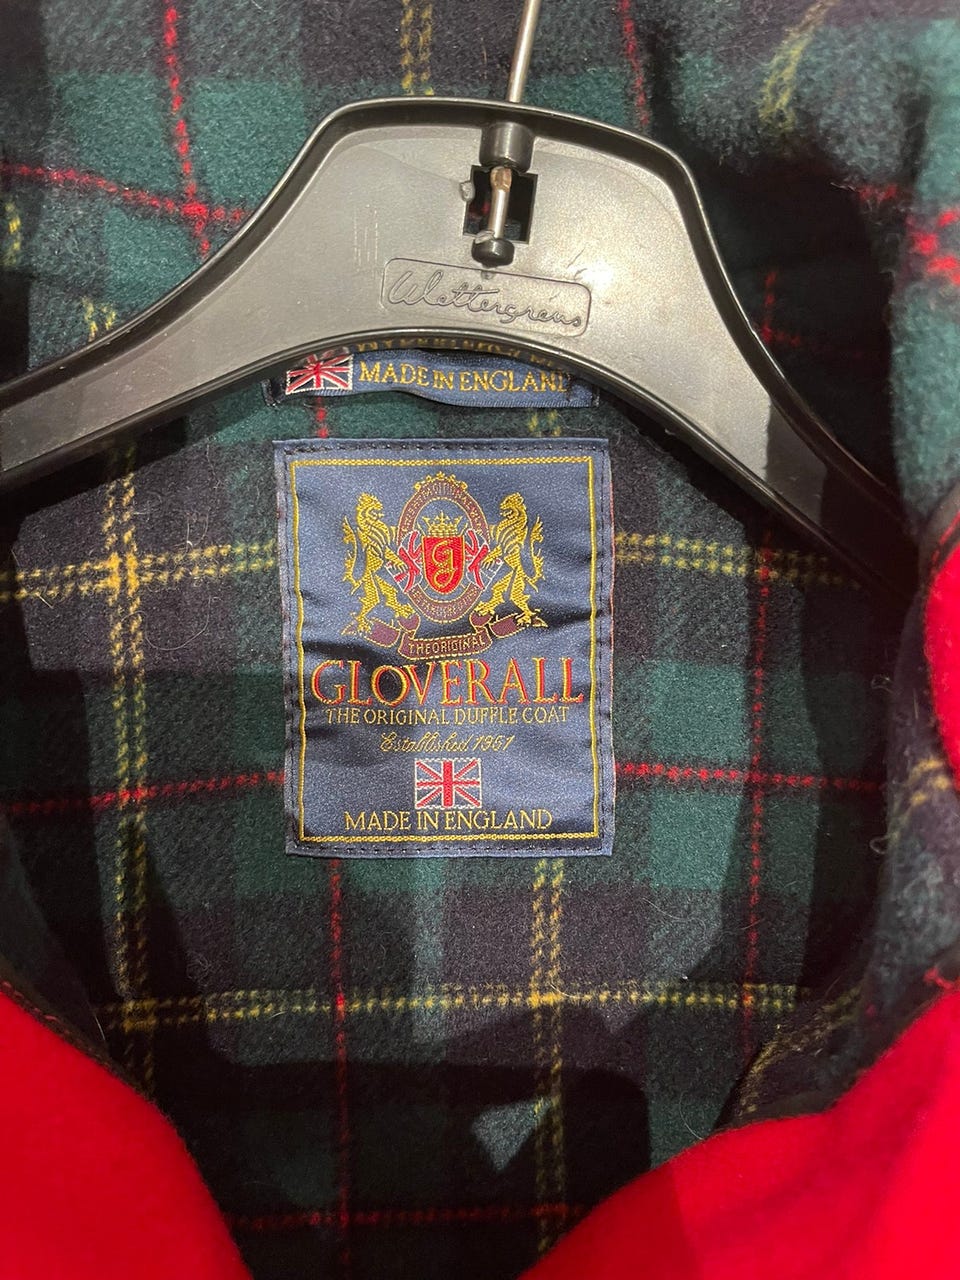 Wettergrens
MADE IN ENGLAND
THE ORIGINAL
GLOVERALL
THE ORIGINAL DUFFLE COAT
Established 1951
MADE IN ENGLAND